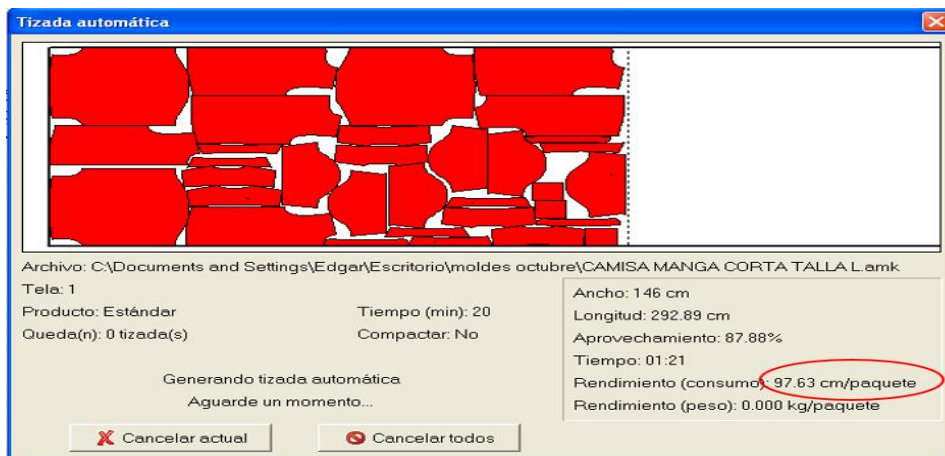 Tizada automática
Archivo: C:\Documents and Settings\Edgar\Escritorio\moldes octubre\CAMISA MANGA CORTA TALLA L.amk
Tela: 1
Producto: Estándar Tiempo (min): 20
Queda(n): 0 tizada(s) Compactar: No
Generando tizada automática
Aguarde un momento...
Cancelar actual Cancelar todos
Ancho: 146 cm
Longitud: 292.89 cm
Aprovechamiento: 87.88%
Tiempo: 01:21
Rendimiento (consumo): 97.63 cm/paquete
Rendimiento (peso): 0.000 kg/paquete